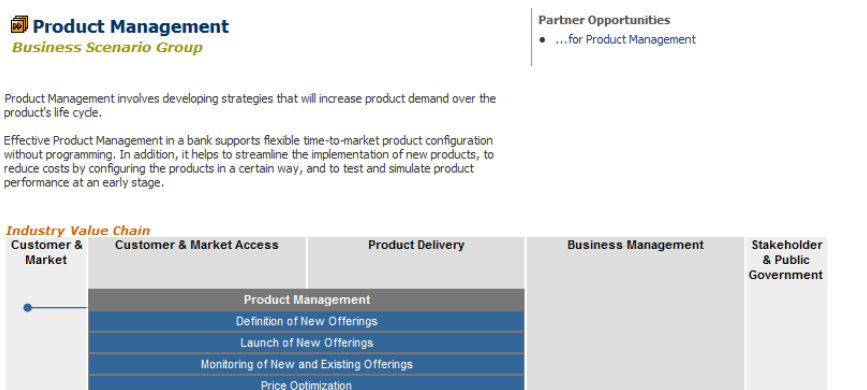 Product Management
Business Scenario Group
Partner Opportunities
• ...for Product Management
Product Management involves developing strategies that will increase product demand over the
product's life cycle.
Effective Product Management in a bank supports flexible time-to-market product configuration
without programming. In addition, it helps to streamline the implementation of new products, to
reduce costs by configuring the products in a certain way, and to test and simulate product
performance at an early stage.
Industry Value Chain
Customer &
Market
Customer & Market Access
Product Delivery
Business Management
Stakeholder
& Public
Government
Product Management
Definition of New Offerings
Launch of New Offerings
Monitoring of New and Existing Offerings
Price Optimization